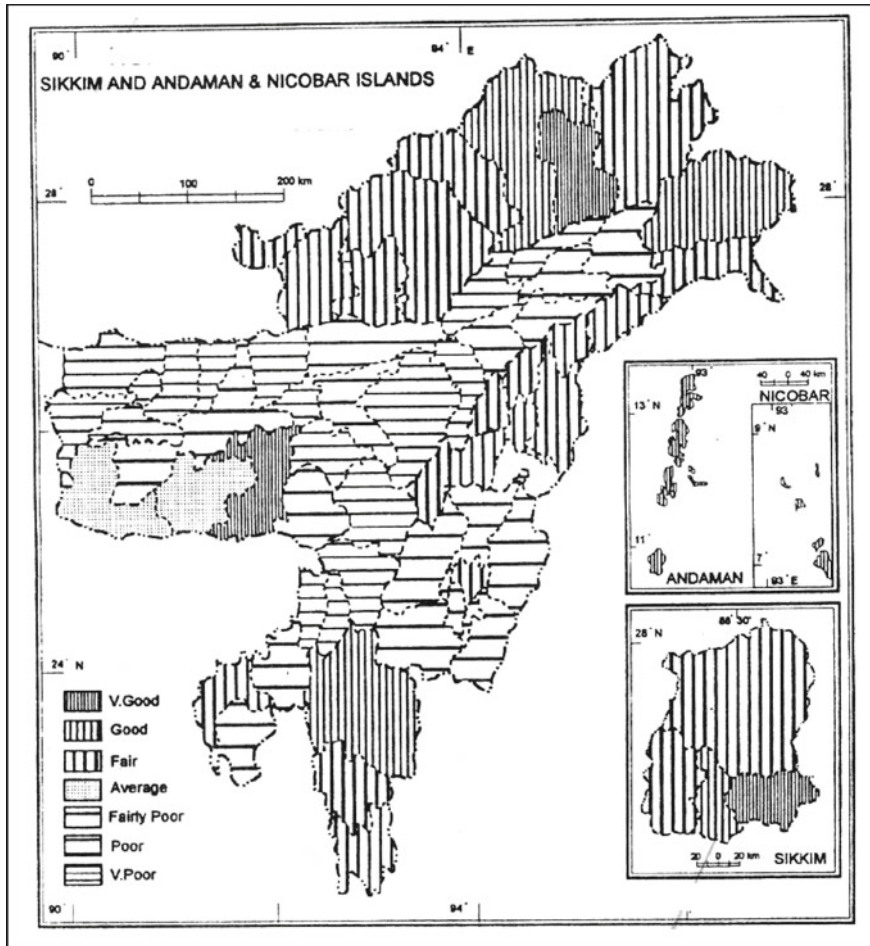 90° 84° E
SIKKIM AND ANDAMAN & NICOBAR ISLANDS
0 100 200 km
28° 28°
93 40 0 40 km
NICOBAR
13° N 93
9° N
11 7
ANDAMAN 93° E
88° 30'
28° N
24° N
V.Good
Good
Fair
Average
Fairly Poor
Poor
V.Poor
20 0 20 km
SIKKIM
90 94°